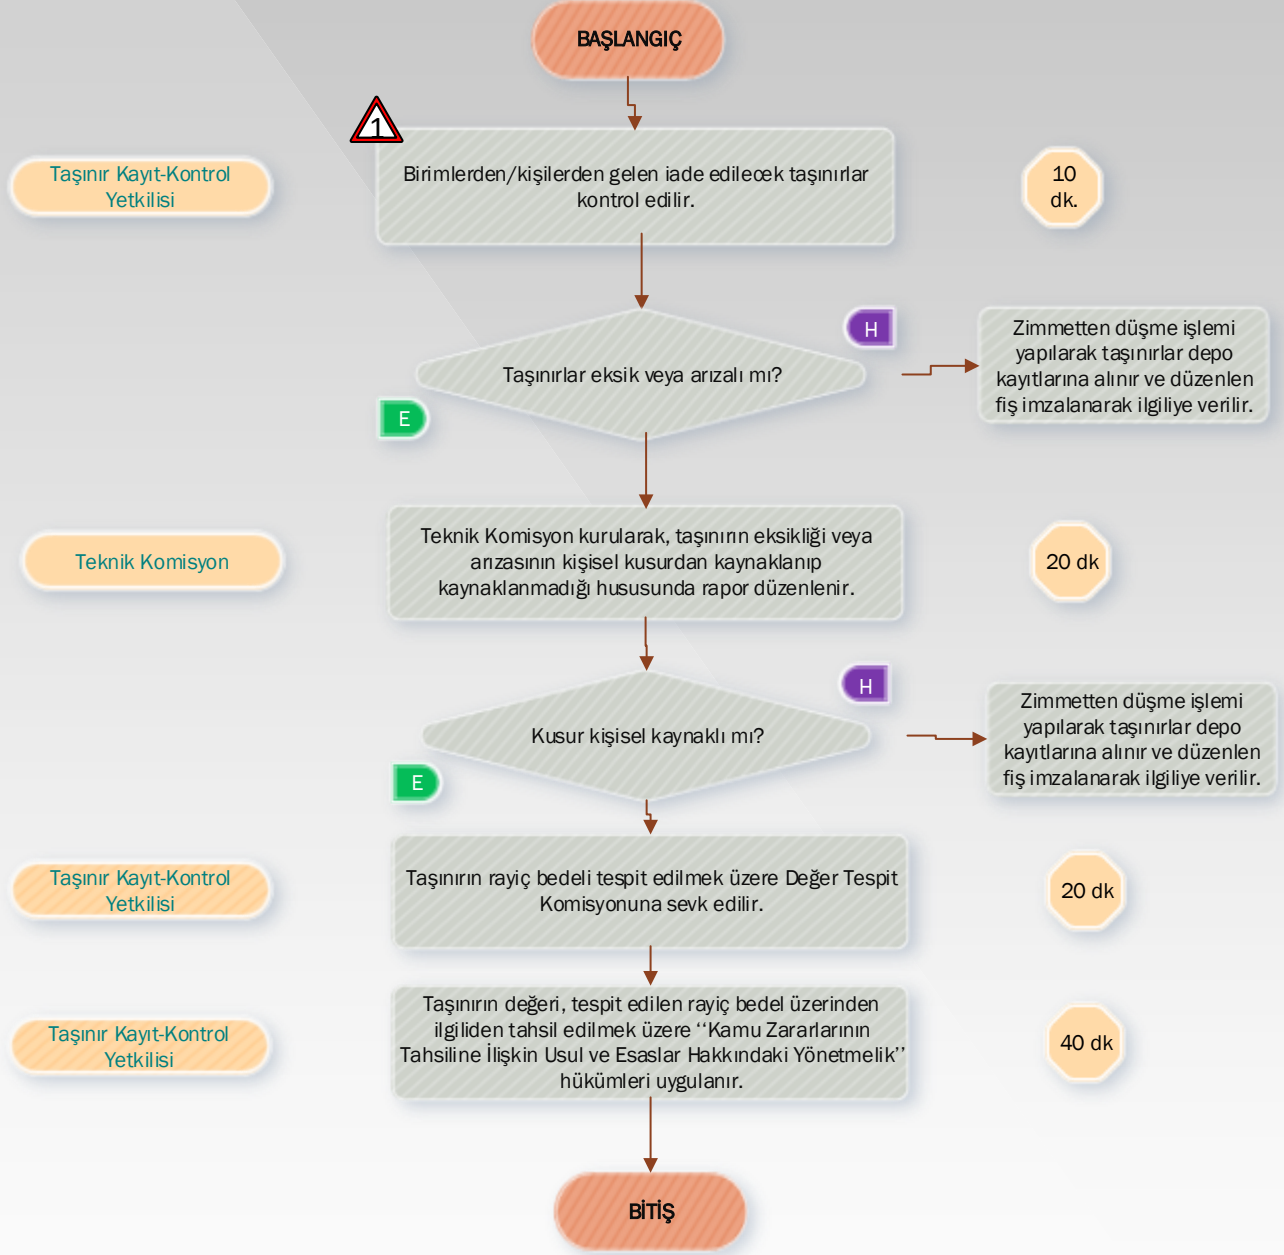 BAŞLANGIÇ
1
Taşınır Kayıt-Kontrol
Yetkilisi
Birimlerden/kişilerden gelen iade edilecek taşınırlar
kontrol edilir.
10
dk.
Taşınırlar eksik veya arızalı mı?
H
E
Zimmetten düşme işlemi
yapılarak taşınırlar depo
kayıtlarına alınır ve düzenlen
fiş imzalanarak ilgiliye verilir.
Teknik Komisyon
Teknik Komisyon kurularak, taşınırın eksikliği veya
arızasının kişisel kusurdan kaynaklanıp
kaynaklanmadığı hususunda rapor düzenlenir.
20 dk
Kusur kişisel kaynaklı mı?
H
E
Zimmetten düşme işlemi
yapılarak taşınırlar depo
kayıtlarına alınır ve düzenlen
fiş imzalanarak ilgiliye verilir.
Taşınır Kayıt-Kontrol
Yetkilisi
Taşınırın rayiç bedeli tespit edilmek üzere Değer Tespit
Komisyonuna sevk edilir.
20 dk
Taşınır Kayıt-Kontrol
Yetkilisi
Taşınırın değeri, tespit edilen rayiç bedel üzerinden
ilgiliden tahsil edilmek üzere ‘‘Kamu Zararlarının
Tahsiline İlişkin Usul ve Esaslar Hakkındaki Yönetmelik’’
hükümleri uygulanır.
40 dk
BİTİŞ